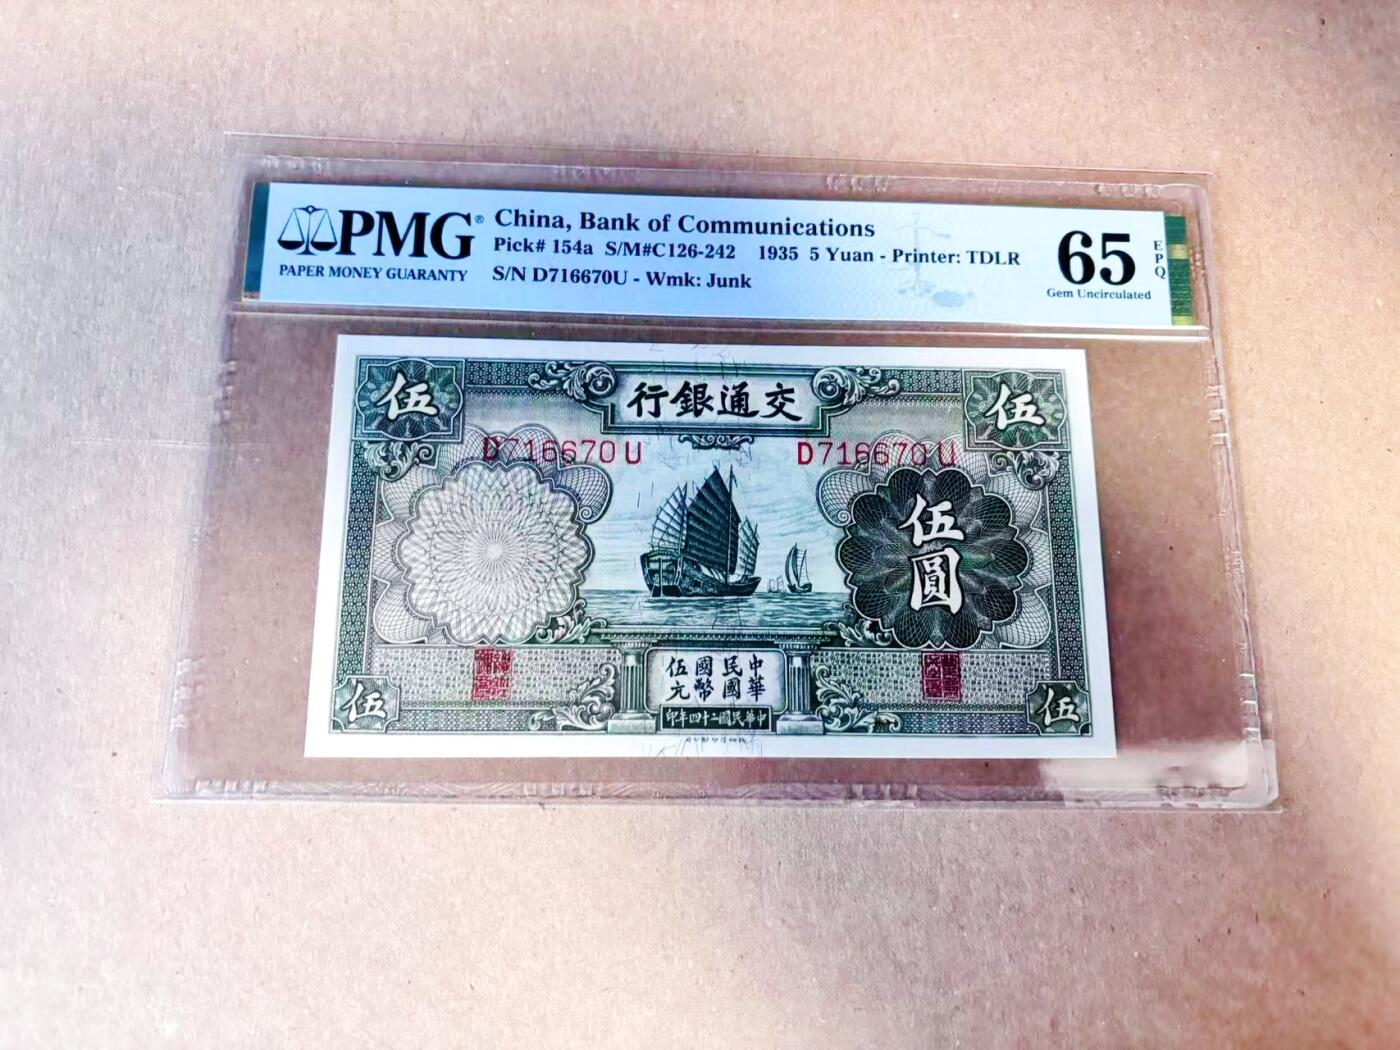 PMG®
PAPER MONEY GUARANTY
China, Bank of Communications
Pick# 154a S/M#C126-242 1935 5 Yuan - Printer: TDLR
S/N D716670U - Wmk: Junk
65
EPQ
Gem Uncirculated
伍
行銀通交
伍
D716670U
D716670U
伍圓
中華民國國幣伍元
印年四十二國民華中
伍
伍